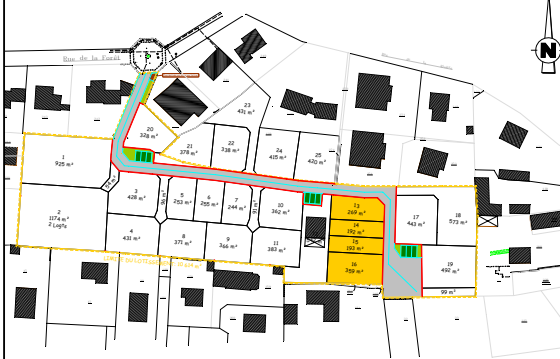 N
Rue de la Forêt
23
431 m²
20
328 m²
21
378 m²
22
338 m²
24
415 m²
25
420 m²
1
925 m²
3
428 m²
5
253 m²
6
255 m²
7
244 m²
10
362 m²
13
269 m²
14
192 m²
15
193 m²
16
359 m²
17
443 m²
18
573 m²
2
1174 m²
2 Logts
4
431 m²
8
371 m²
9
366 m²
11
383 m²
19
492 m²
99 m²